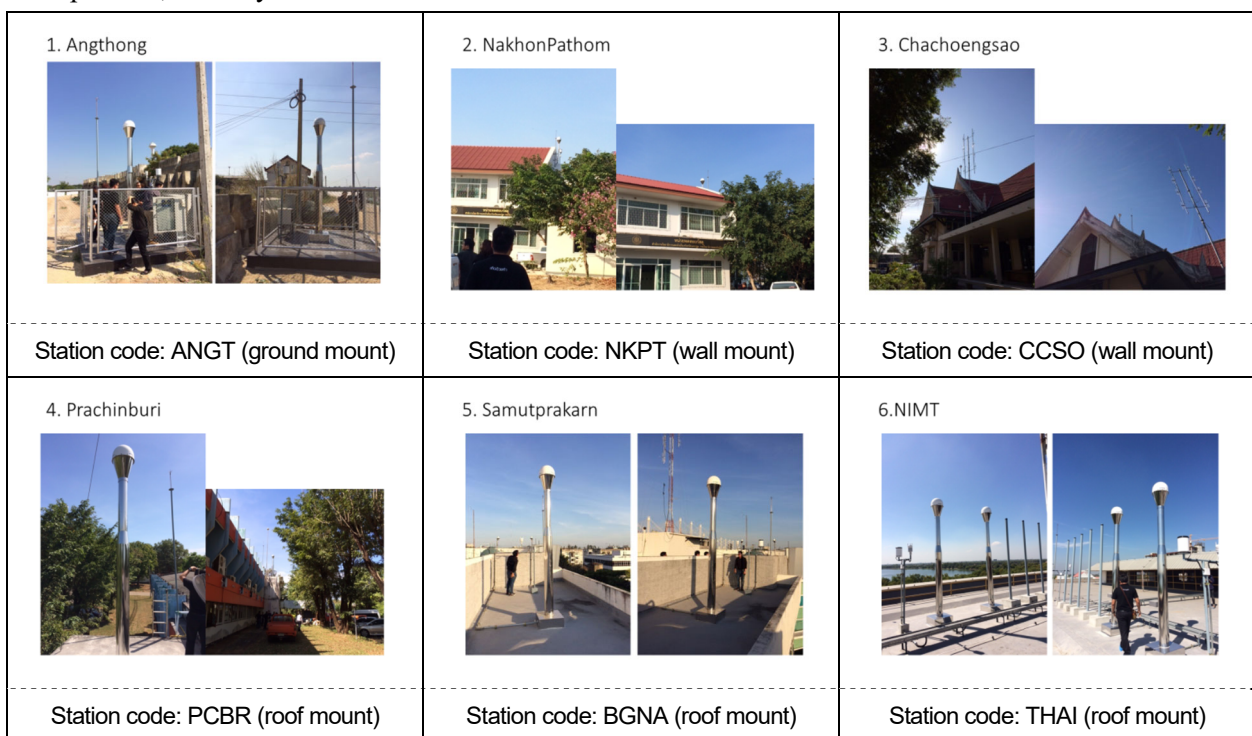 1. Angthong
2. NakhonPathom
3. Chachoengsao
Station code: ANGT (ground mount)
Station code: NKPT (wall mount)
Station code: CCSO (wall mount)
4. Prachinburi
5. Samutprakarn
6.NIMT
Station code: PCBR (roof mount)
Station code: BGNA (roof mount)
Station code: THAI (roof mount)